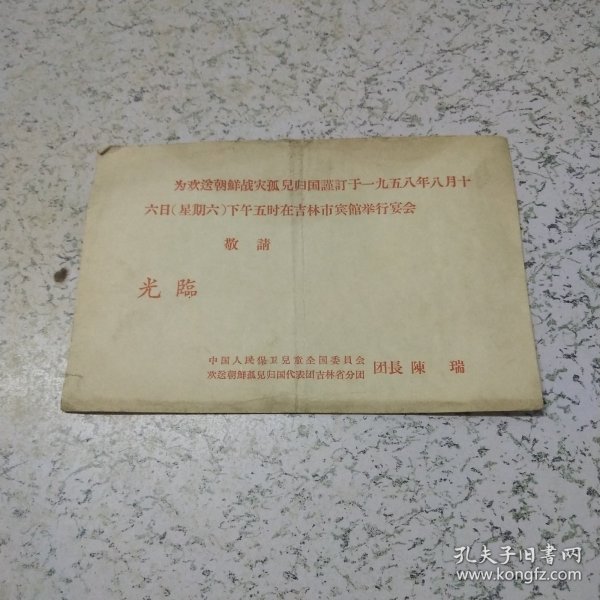 为欢送朝鮮战灾孤兒归国謹訂于一九五八年八月十
六日(星期六)下午五时在吉林市宾館举行宴会
敬請
光臨
中国人民保卫兒童全国委員会
欢送朝鮮孤兒归国代表团吉林省分团
团長 陳瑞
孔夫子旧书网
www.kongfz.com